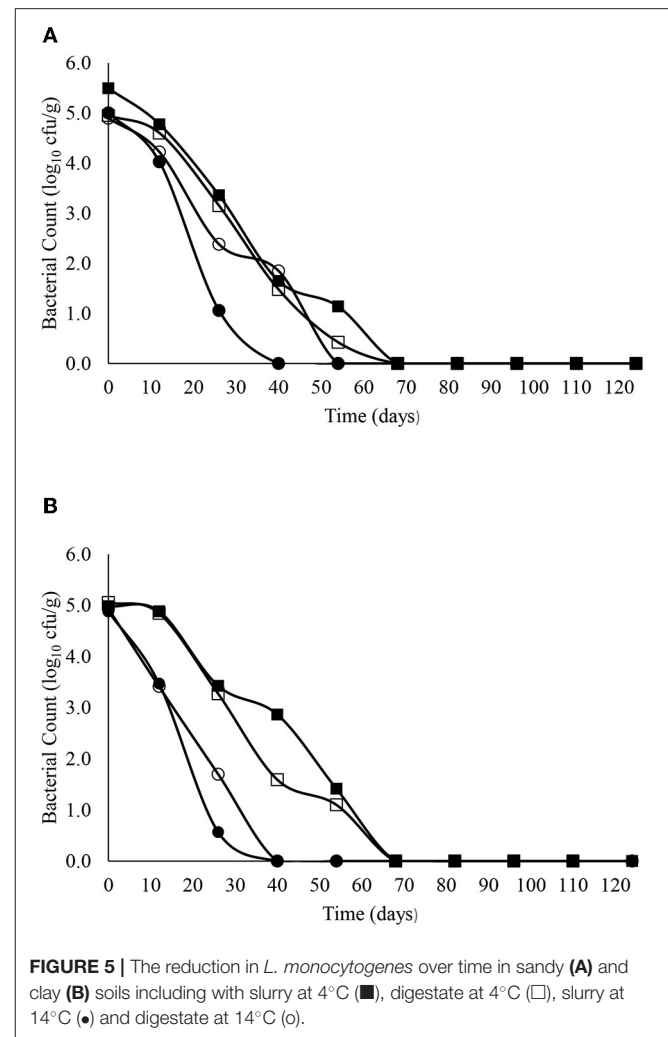 A
6.0
5.0
4.0
3.0
2.0
1.0
0.0
Bacterial Count (log₁₀ cfu/g)
0 10 20 30 40 50 60 70 80 90 100 110 120
Time (days)
B
6.0
5.0
4.0
3.0
2.0
1.0
0.0
Bacterial Count (log₁₀ cfu/g)
0 10 20 30 40 50 60 70 80 90 100 110 120
Time (days)
FIGURE 5 | The reduction in L. monocytogenes over time in sandy (A) and
clay (B) soils including with slurry at 4°C (■), digestate at 4°C (□), slurry at
14°C (•) and digestate at 14°C (o).